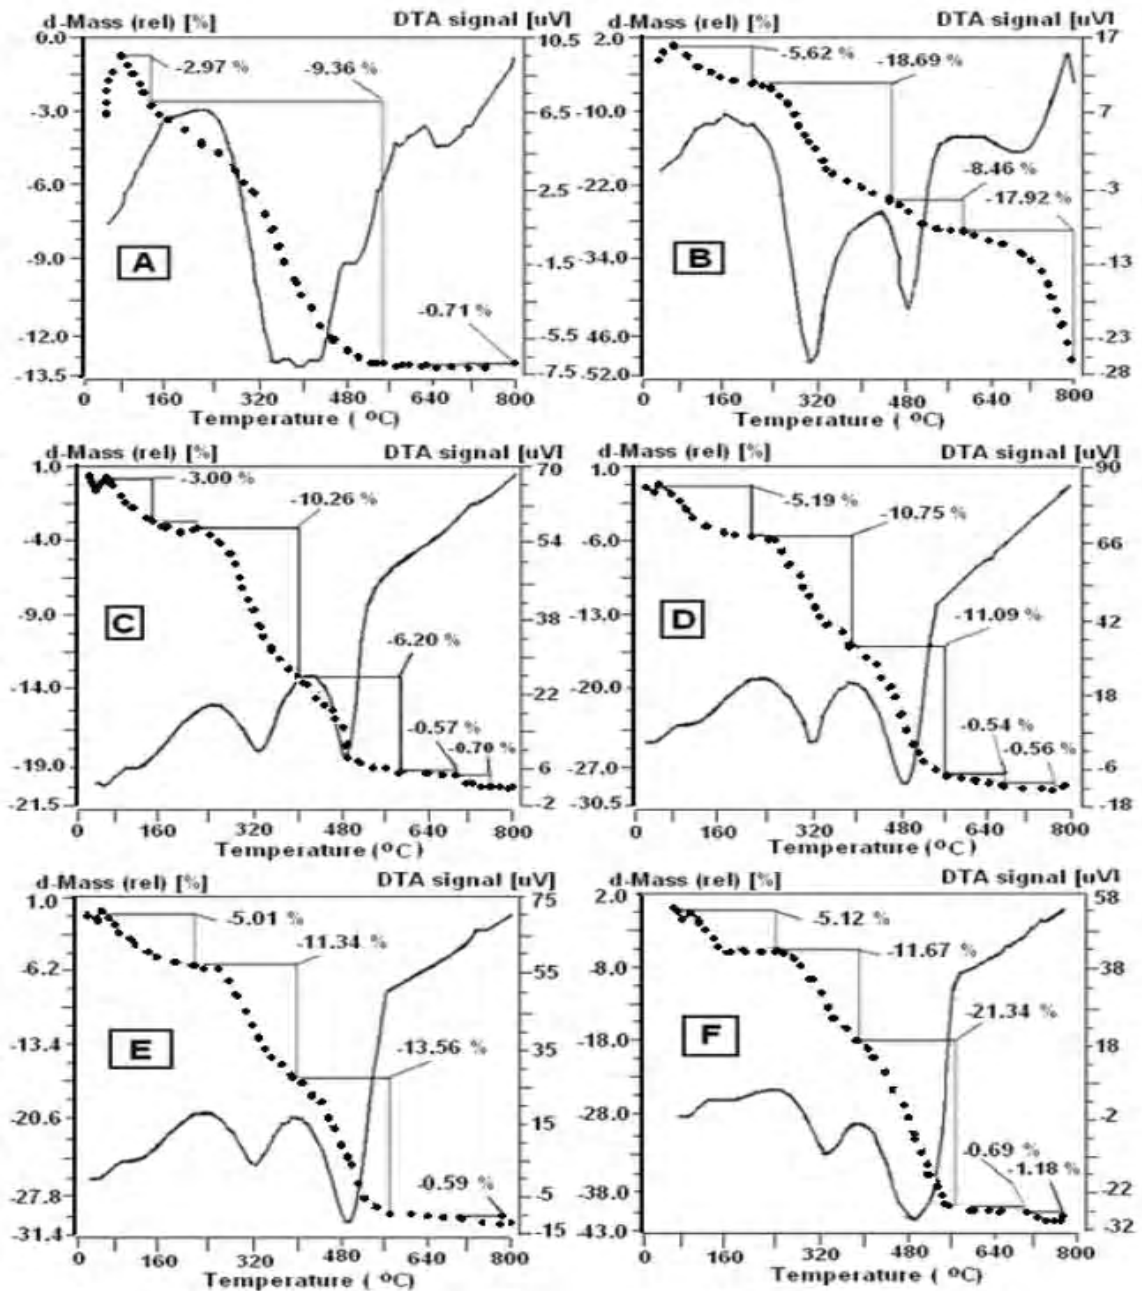 d-Mass (rel) [%] DTA signal [uV]
0.0 10.5
-2.97 % -9.36 %
-3.0 6.5
-6.0 2.5
A
-9.0 -1.5
-0.71 %
-12.0 -5.5
-13.5 -7.5
0 160 320 480 640 800
Temperature ( °C)
d-Mass (rel) [%] DTA signal [uV]
2.0 17
-5.62 % -18.69 %
-10.0 7
-8.46 %
-22.0 -3
-17.92 %
B
-34.0 -13
-46.0 -23
-52.0 -28
0 160 320 480 640 800
Temperature ( °C)
d-Mass (rel) [%] DTA signal [uV]
1.0 70
-3.00 %
-10.26 %
-4.0 54
-9.0 38
C
-6.20 %
-14.0 22
-0.57 %
-0.70 %
-19.0 6
-21.5 -2
0 160 320 480 640 800
Temperature (°C)
d-Mass (rel) [%] DTA signal [uV]
1.0 90
-5.19 %
-10.75 %
-6.0 66
-13.0 42
D
-11.09 %
-20.0 18
-0.54 %
-0.56 %
-27.0 -6
-30.5 -18
0 160 320 480 640 800
Temperature ( °C)
d-Mass (rel) [%] DTA signal [uV]
1.0 75
-5.01 %
-11.34 %
-6.2 55
-13.4 35
E
-13.56 %
-20.6 15
-0.59 %
-27.8 -5
-31.4 -15
0 160 320 480 640 800
Temperature ( °C)
d-Mass (rel) [%] DTA signal [uV]
2.0 58
-5.12 %
-11.67 %
-8.0 38
-21.34 %
-18.0 18
F
-28.0 -2
-0.69 %
-1.18 %
-38.0 -22
-43.0 -32
0 160 320 480 640 800
Temperature ( °C)